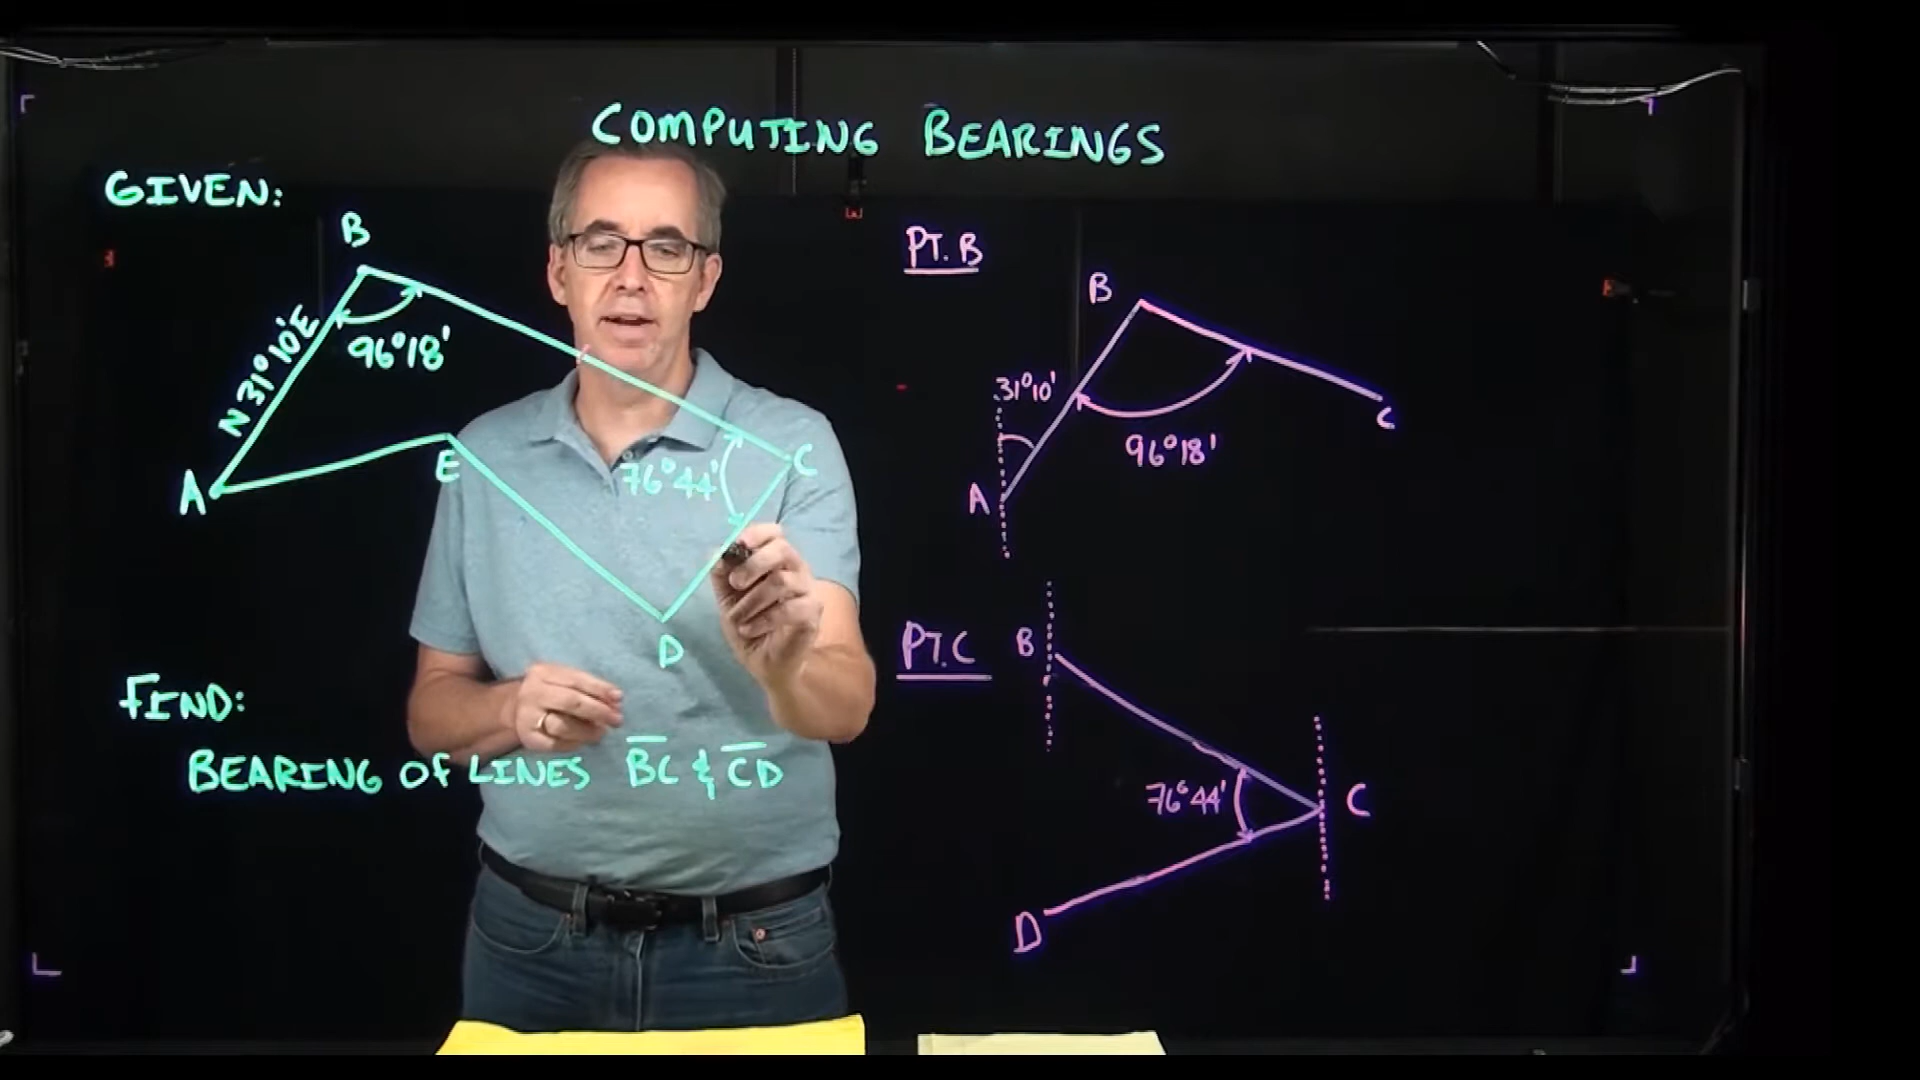 COMPUTING BEARINGS
GIVEN:
B
N 31°10'E
96°18'
A
E
76°44'
C
D
FIND:
BEARING OF LINES BC & CD
PT. B
B
31°10'
96°18'
A
C
PT. C
B
76°44'
C
D